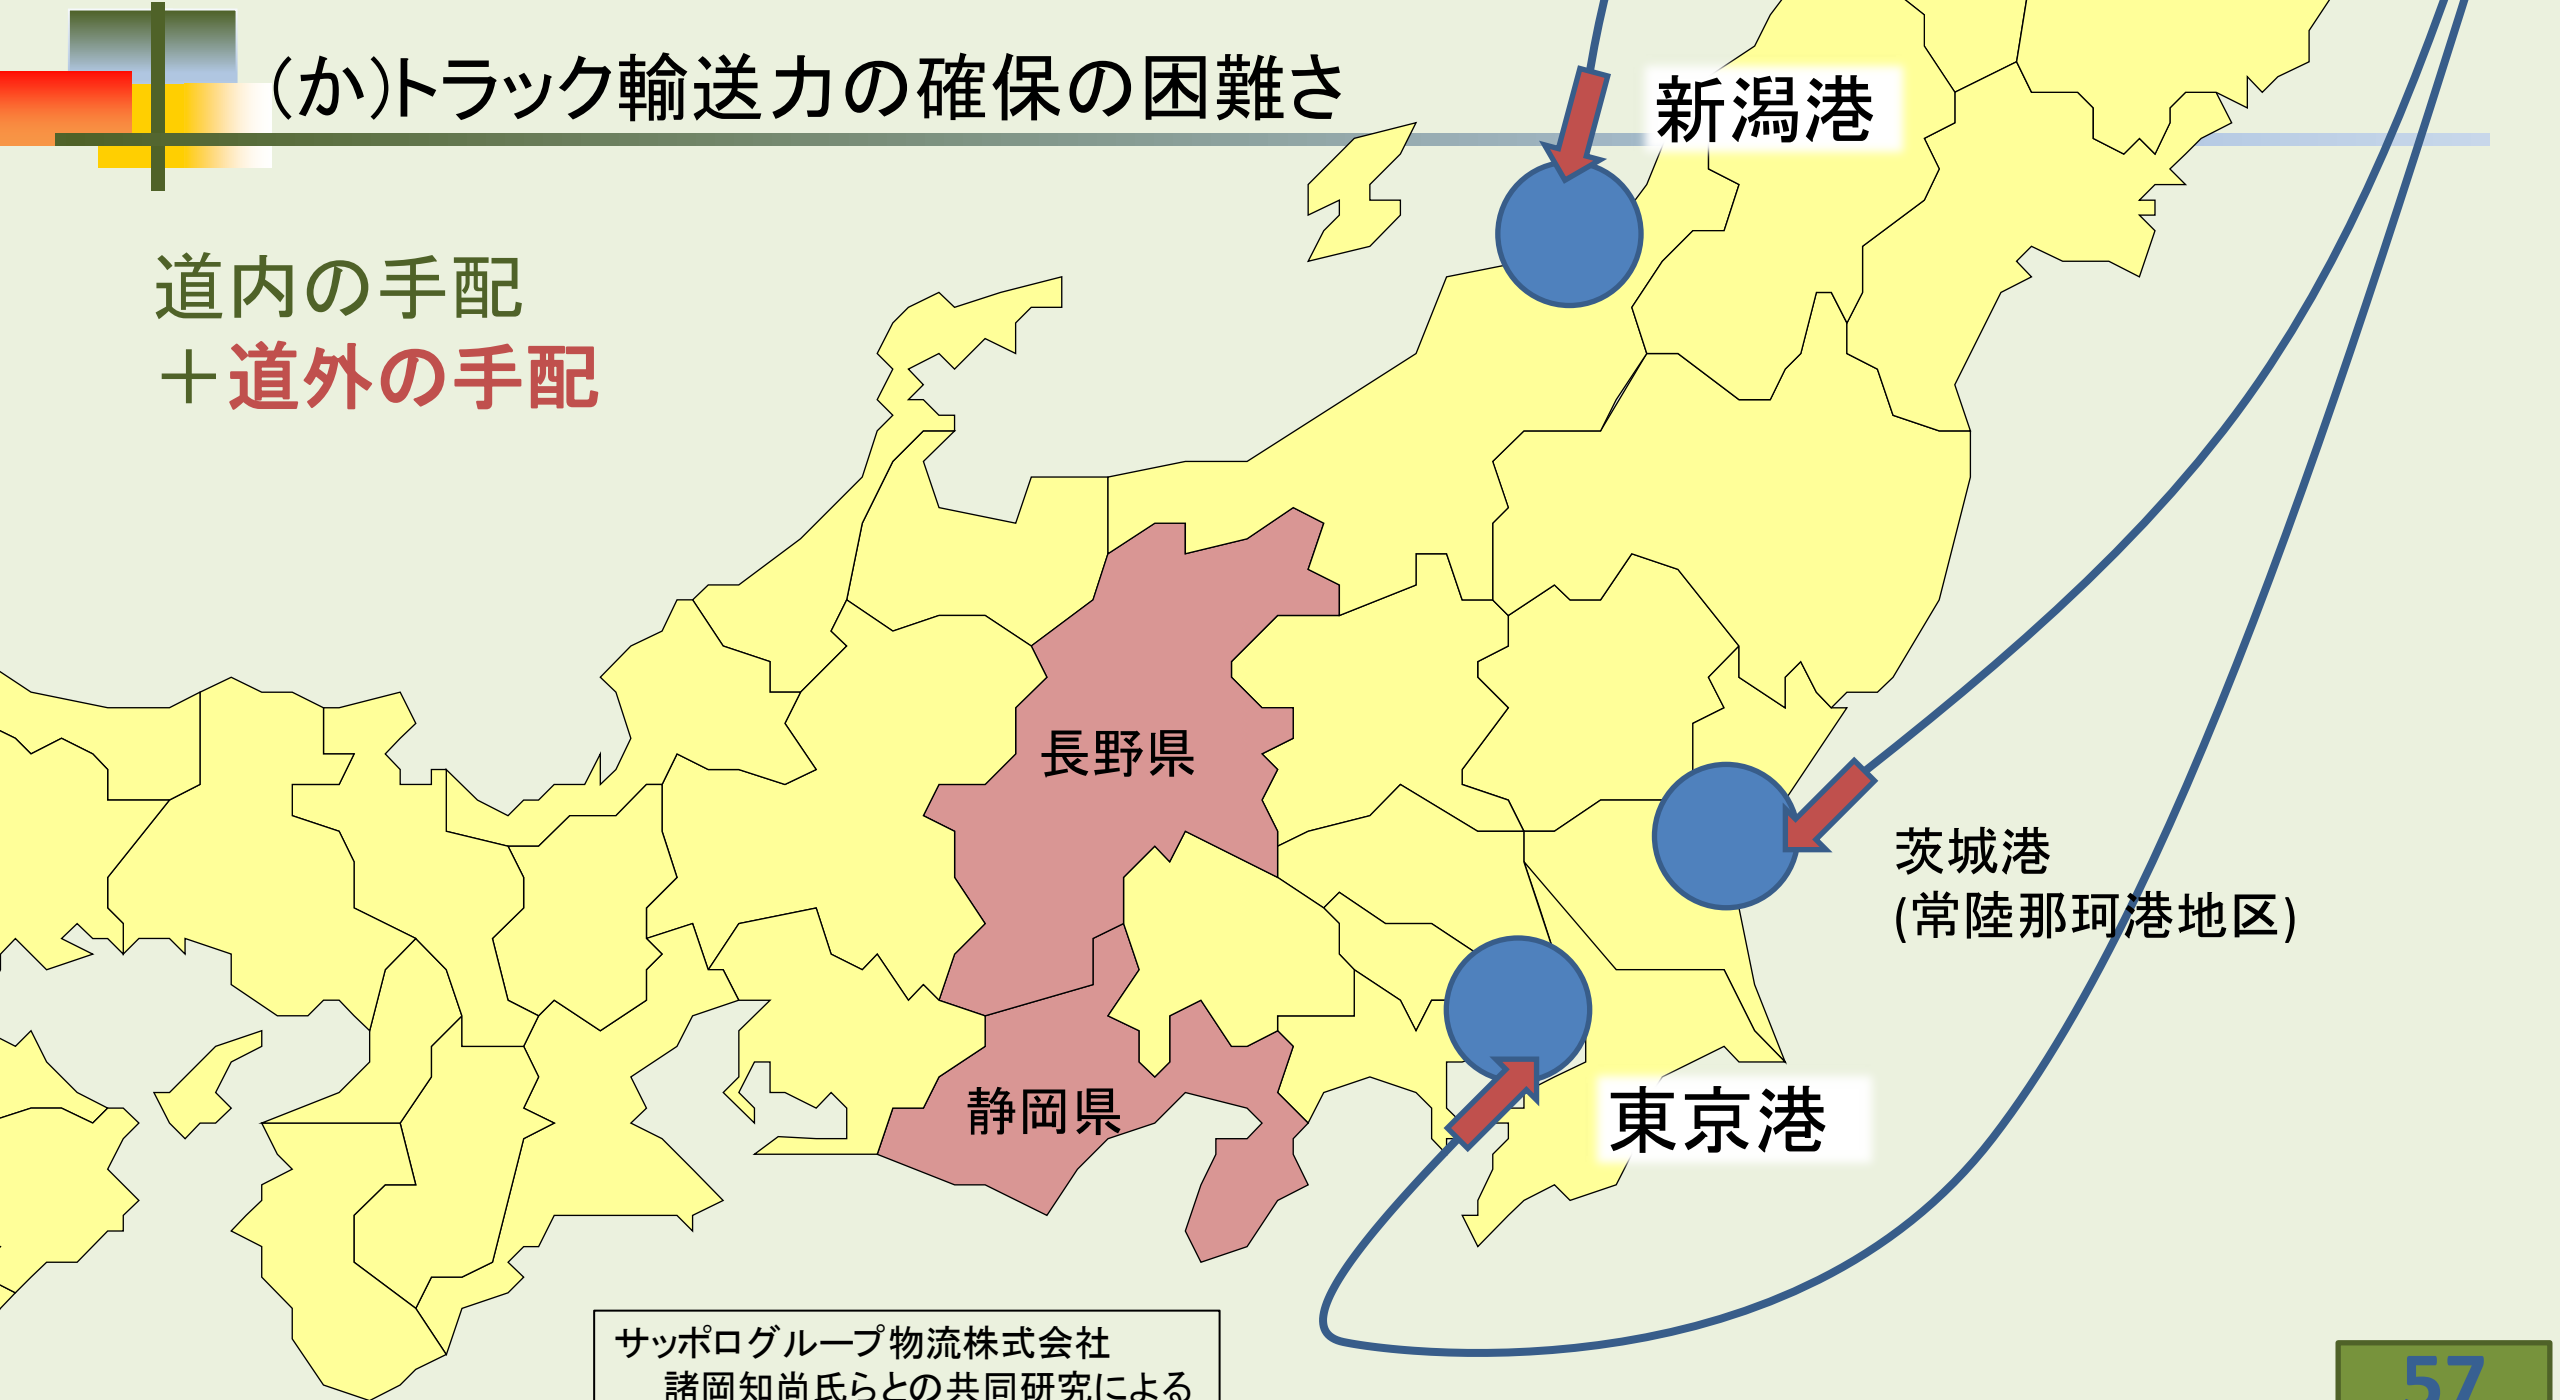 (か)トラック輸送力の確保の困難さ
新潟港
道内の手配
＋道外の手配
長野県
茨城港
(常陸那珂港地区)
静岡県
東京港
サッポログループ物流株式会社
諸岡知尚氏らとの共同研究による
57